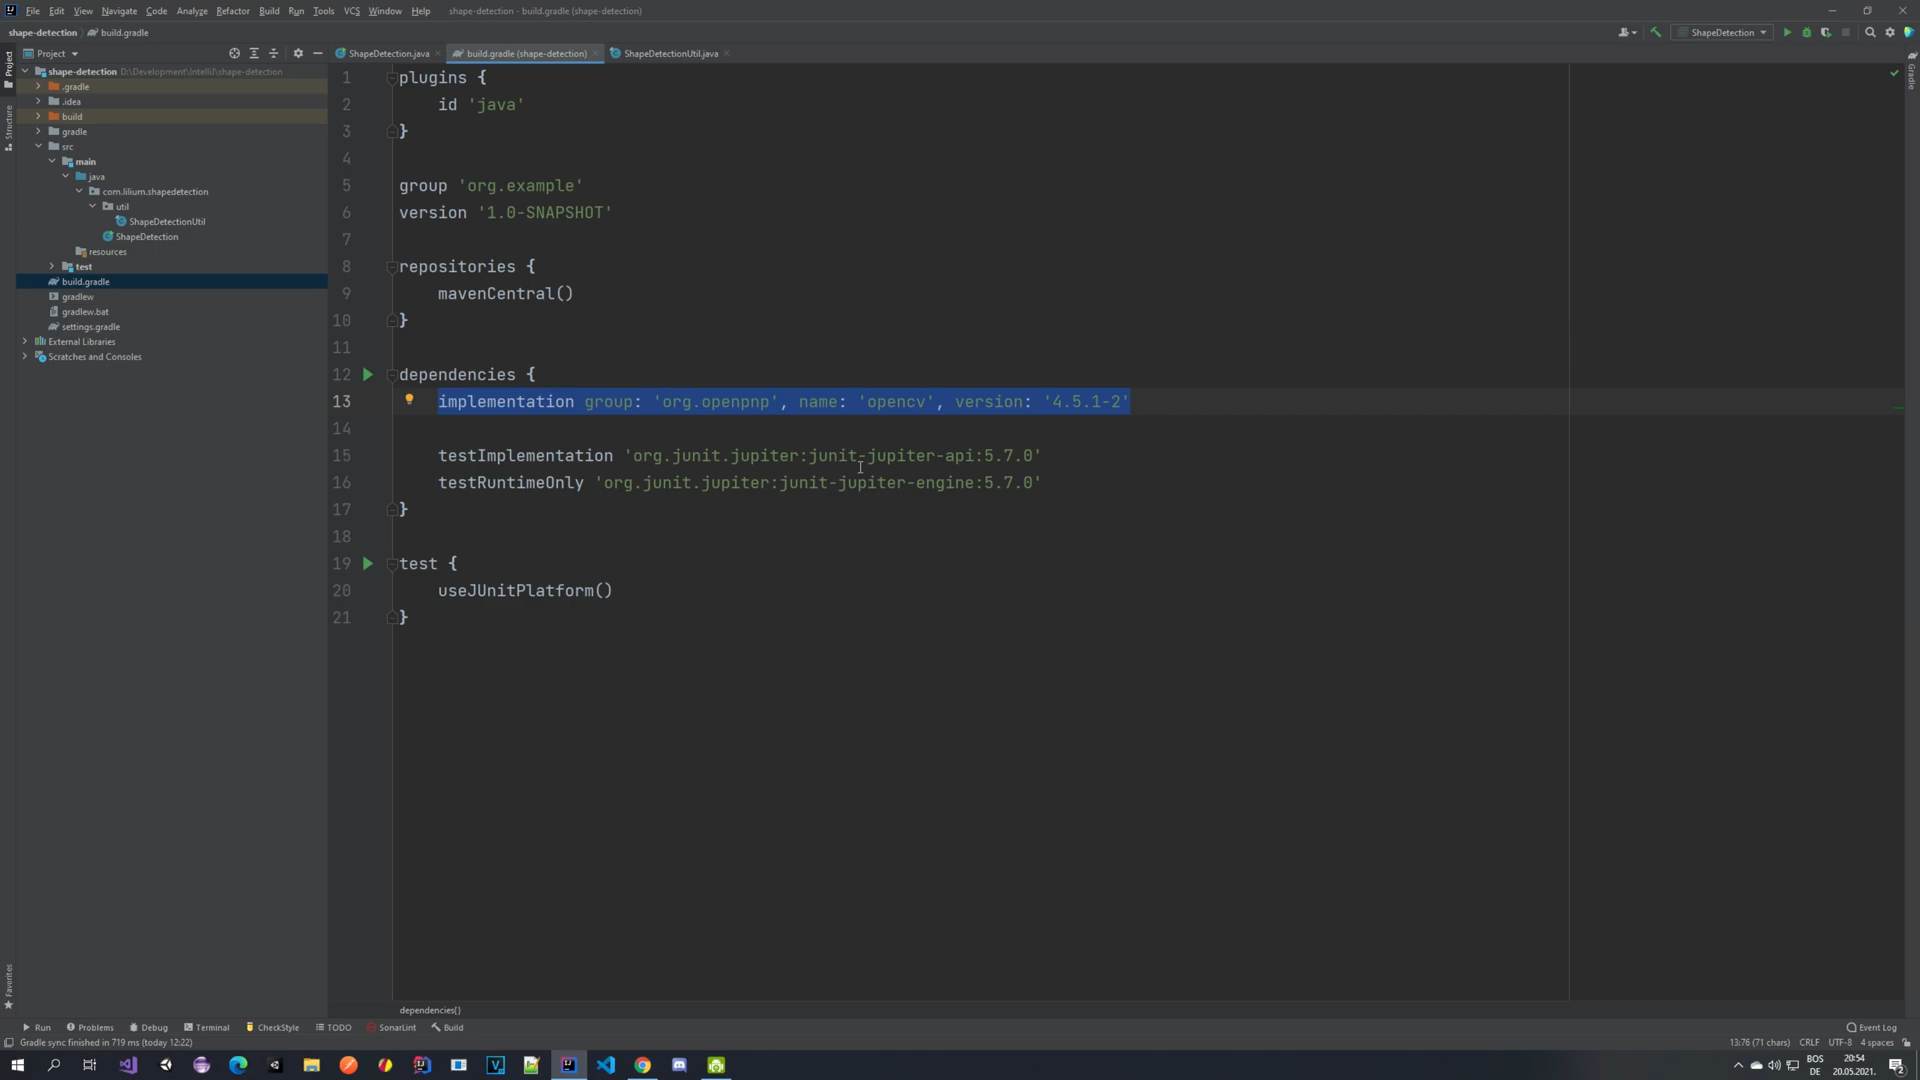 File Edit View Navigate Code Analyze Refactor Build Run Tools VCS Window Help shape-detection - build.gradle (shape-detection)
shape-detection build.gradle
ShapeDetection
Project
ShapeDetection.java
build.gradle (shape-detection)
ShapeDetectionUtil.java
Project
Structure
Favorites
Gradle
shape-detection D:\Development\IntelliJ\shape-detection
.gradle
.idea
build
gradle
src
main
java
com.lilium.shapedetection
util
ShapeDetectionUtil
ShapeDetection
resources
test
build.gradle
gradlew
gradlew.bat
settings.gradle
External Libraries
Scratches and Consoles
1 plugins {
2 id 'java'
3 }
4
5 group 'org.example'
6 version '1.0-SNAPSHOT'
7
8 repositories {
9 mavenCentral()
10 }
11
12 dependencies {
13 implementation group: 'org.openpnp', name: 'opencv', version: '4.5.1-2'
14
15 testImplementation 'org.junit.jupiter:junit-jupiter-api:5.7.0'
16 testRuntimeOnly 'org.junit.jupiter:junit-jupiter-engine:5.7.0'
17 }
18
19 test {
20 useJUnitPlatform()
21 }
dependencies{}
Run Problems Debug Terminal CheckStyle TODO SonarLint Build Event Log
Gradle sync finished in 719 ms (today 12:22) 13:76 (71 chars) CRLF UTF-8 4 spaces
BOS
DE
20:54
20.05.2021.
2